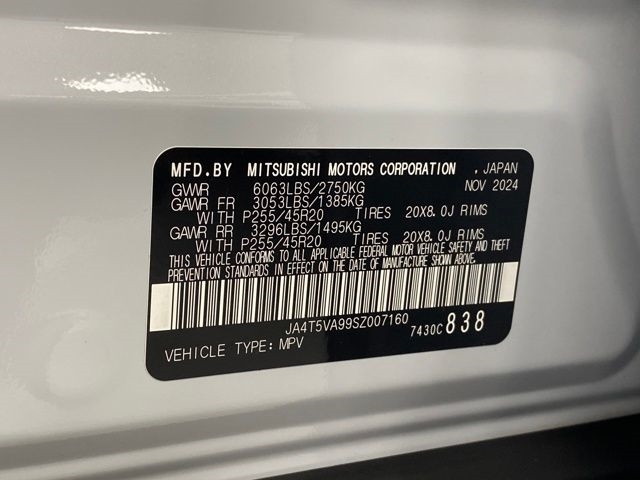 MFD.BY MITSUBISHI MOTORS CORPORATION , JAPAN
GVWR 6063LBS/2750KG NOV 2024
GAWR FR 3053LBS/1385KG
WITH P255/45R20 TIRES 20X8.0J RIMS
GAWR RR 3296LBS/1495KG
WITH P255/45R20 TIRES 20X8.0J RIMS
THIS VEHICLE CONFORMS TO ALL APPLICABLE FEDERAL MOTOR VEHICLE SAFETY AND THEFT
PREVENTION STANDARDS IN EFFECT ON THE DATE OF MANUFACTURE SHOWN ABOVE.
JA4T5VA99SZ007160 7430C 838
VEHICLE TYPE: MPV